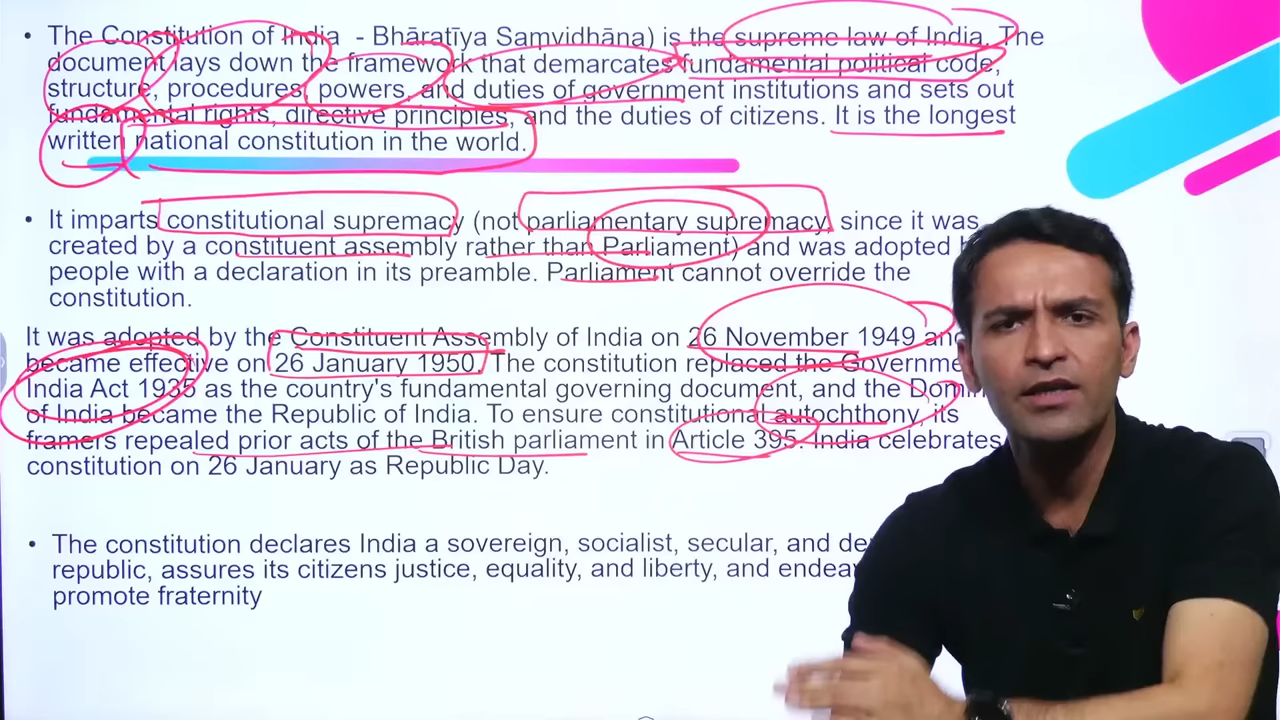 • The Constitution of India - Bhāratīya Saṃvidhāna) is the supreme law of India. The
document lays down the framework that demarcates fundamental political code,
structure, procedures, powers, and duties of government institutions and sets out
fundamental rights, directive principles, and the duties of citizens. It is the longest
written national constitution in the world.
• It imparts constitutional supremacy (not parliamentary supremacy, since it was
created by a constituent assembly rather than Parliament) and was adopted
people with a declaration in its preamble. Parliament cannot override the
constitution.
It was adopted by the Constituent Assembly of India on 26 November 1949 and
became effective on 26 January 1950. The constitution replaced the
India Act 1935 as the country's fundamental governing document, and the
of India became the Republic of India. To ensure constitutional autochthony, its
framers repealed prior acts of the British parliament in Article 395. India celebrates
constitution on 26 January as Republic Day.
• The constitution declares India a sovereign, socialist, secular, and
republic, assures its citizens justice, equality, and liberty, and
promote fraternity